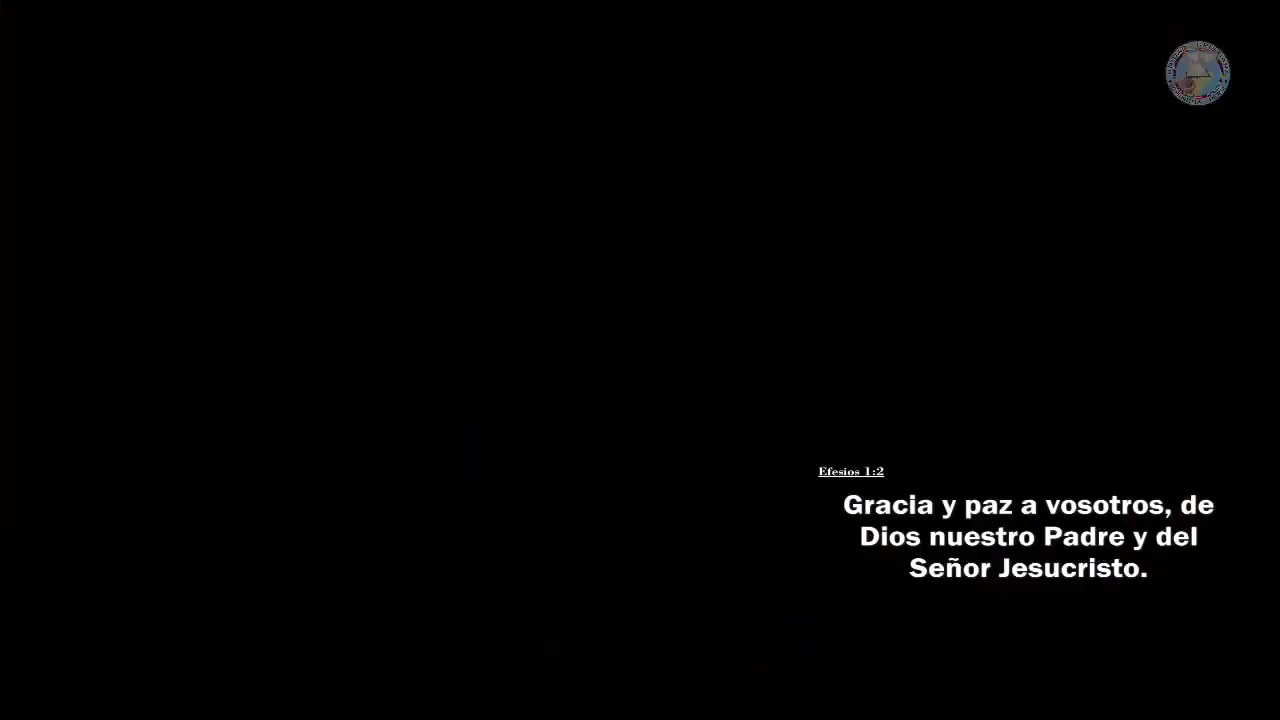 Efesios 1:2
Gracia y paz a vosotros, de
Dios nuestro Padre y del
Señor Jesucristo.